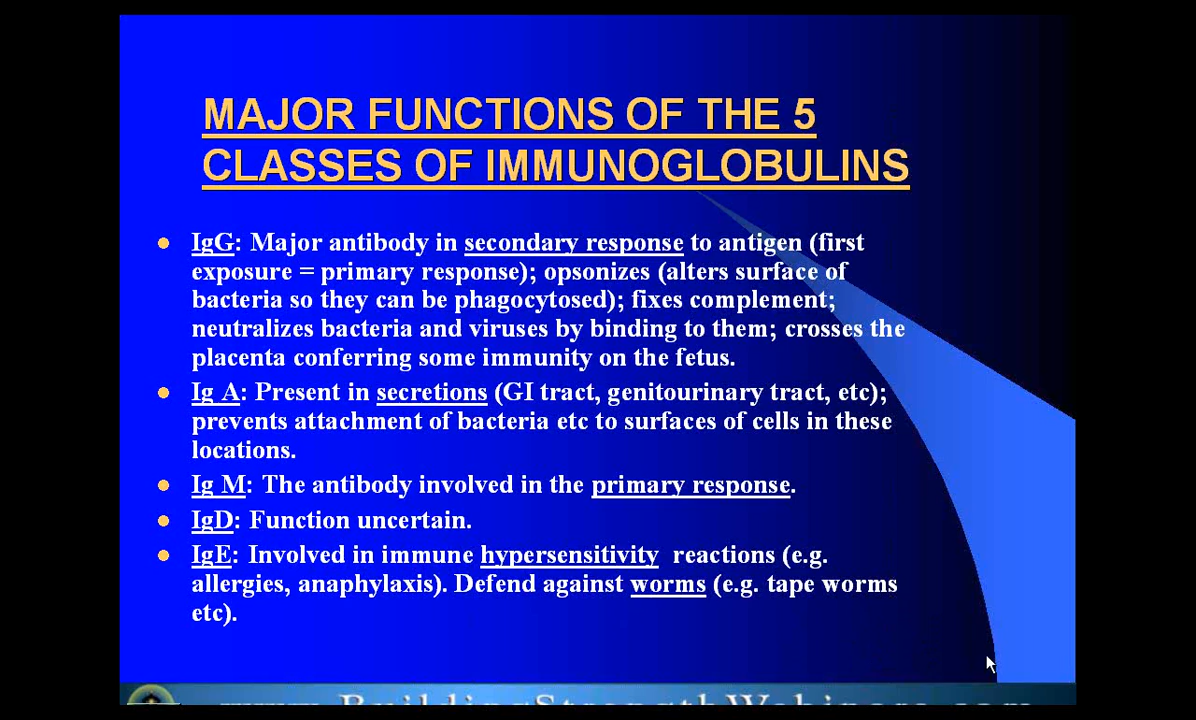 MAJOR FUNCTIONS OF THE 5
CLASSES OF IMMUNOGLOBULINS
IgG: Major antibody in secondary response to antigen (first
exposure = primary response); opsonizes (alters surface of
bacteria so they can be phagocytosed); fixes complement;
neutralizes bacteria and viruses by binding to them; crosses the
placenta conferring some immunity on the fetus.
Ig A: Present in secretions (GI tract, genitourinary tract, etc);
prevents attachment of bacteria etc to surfaces of cells in these
locations.
Ig M: The antibody involved in the primary response.
IgD: Function uncertain.
IgE: Involved in immune hypersensitivity reactions (e.g.
allergies, anaphylaxis). Defend against worms (e.g. tape worms
etc).
www.BuildingStrengthWebinars.com